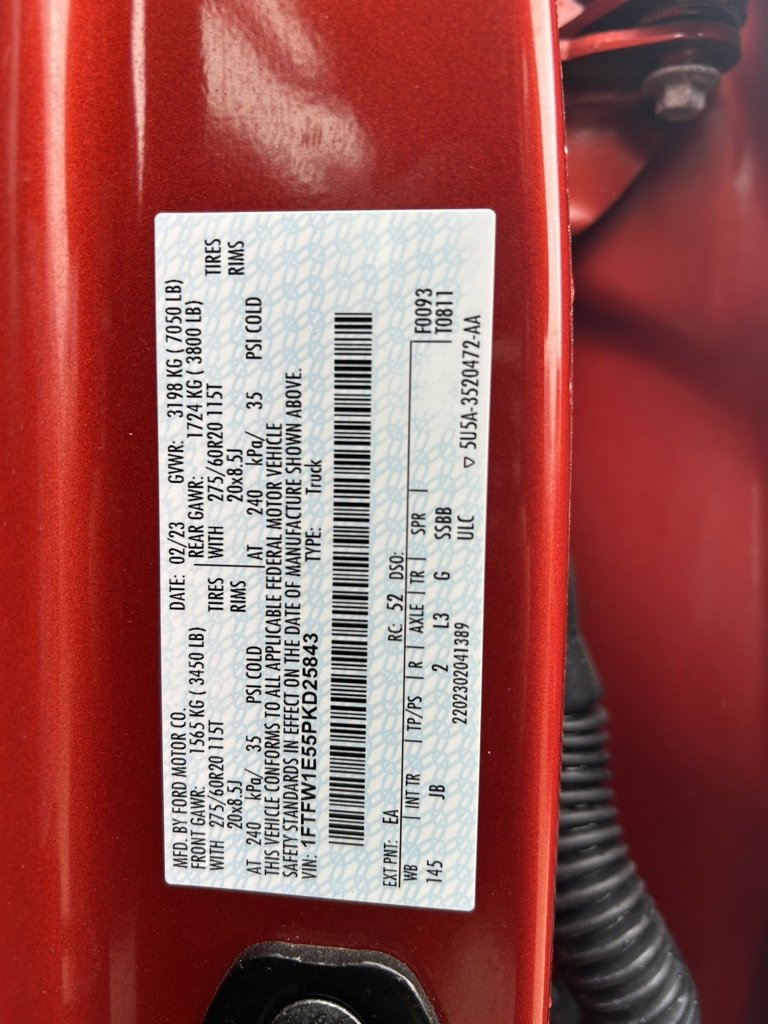 MFD. BY FORD MOTOR CO. DATE: 02/23 GVWR: 3198 KG ( 7050 LB)
FRONT GAWR: 1565 KG ( 3450 LB) REAR GAWR: 1724 KG ( 3800 LB)
WITH 275/60R20 115T TIRES WITH 275/60R20 115T TIRES
20x8.5J RIMS 20x8.5J RIMS
AT 240 kPa/ 35 PSI COLD AT 240 kPa/ 35 PSI COLD
THIS VEHICLE CONFORMS TO ALL APPLICABLE FEDERAL MOTOR VEHICLE
SAFETY STANDARDS IN EFFECT ON THE DATE OF MANUFACTURE SHOWN ABOVE.
VIN: 1FTFW1E55PKD25843 TYPE: Truck
EXT PNT: EA RC: 52 DSO: F0093
WB INT TR TP/PS R AXLE TR SPR T0811
145 JB 2 L3 G SSBB
2202302041389 ULC ▽ 5U5A-3520472-AA